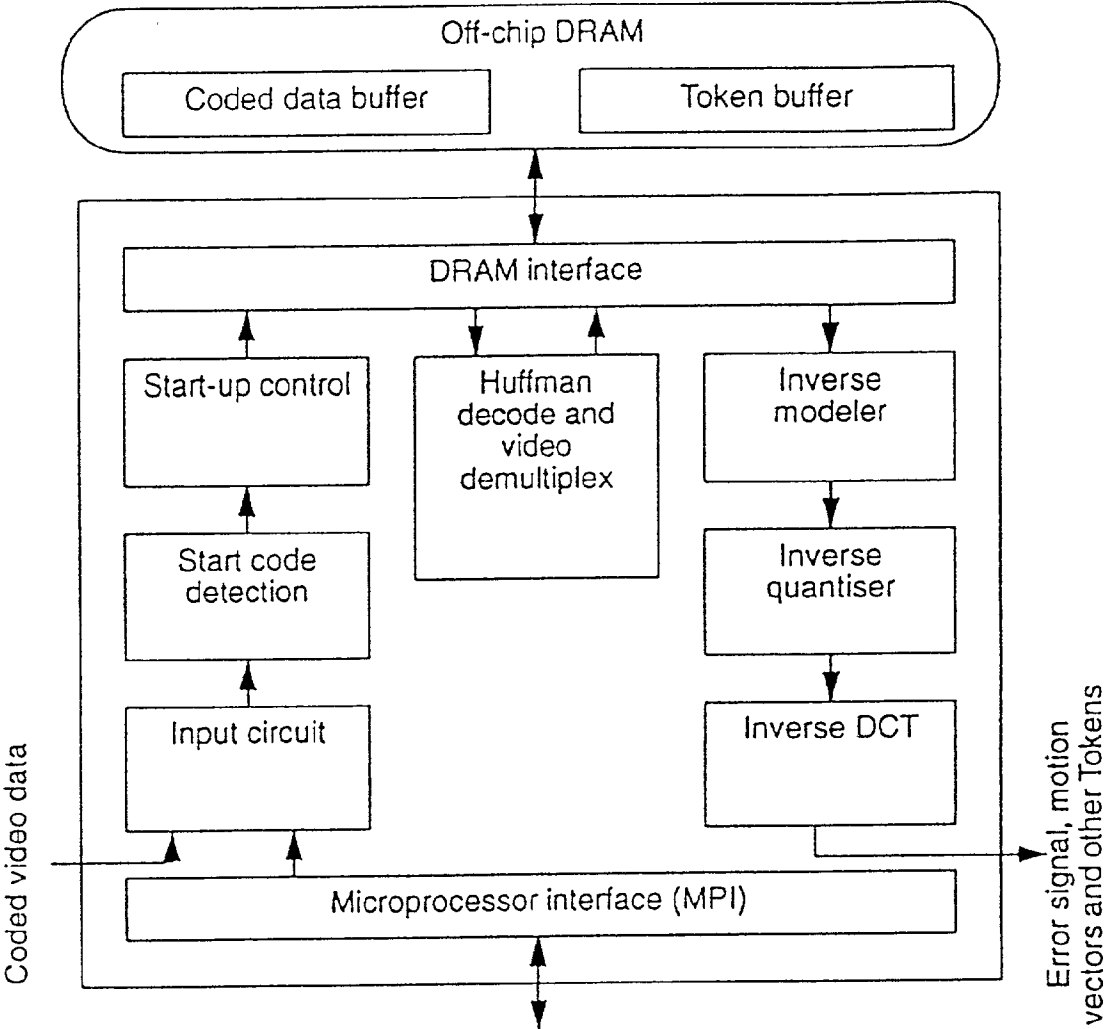 Off-chip DRAM
Coded data buffer
Token buffer
DRAM interface
Start-up control
Huffman
decode and
video
demultiplex
Inverse
modeler
Start code
detection
Inverse
quantiser
Input circuit
Inverse DCT
Coded video data
Error signal, motion
vectors and other Tokens
Microprocessor interface (MPI)